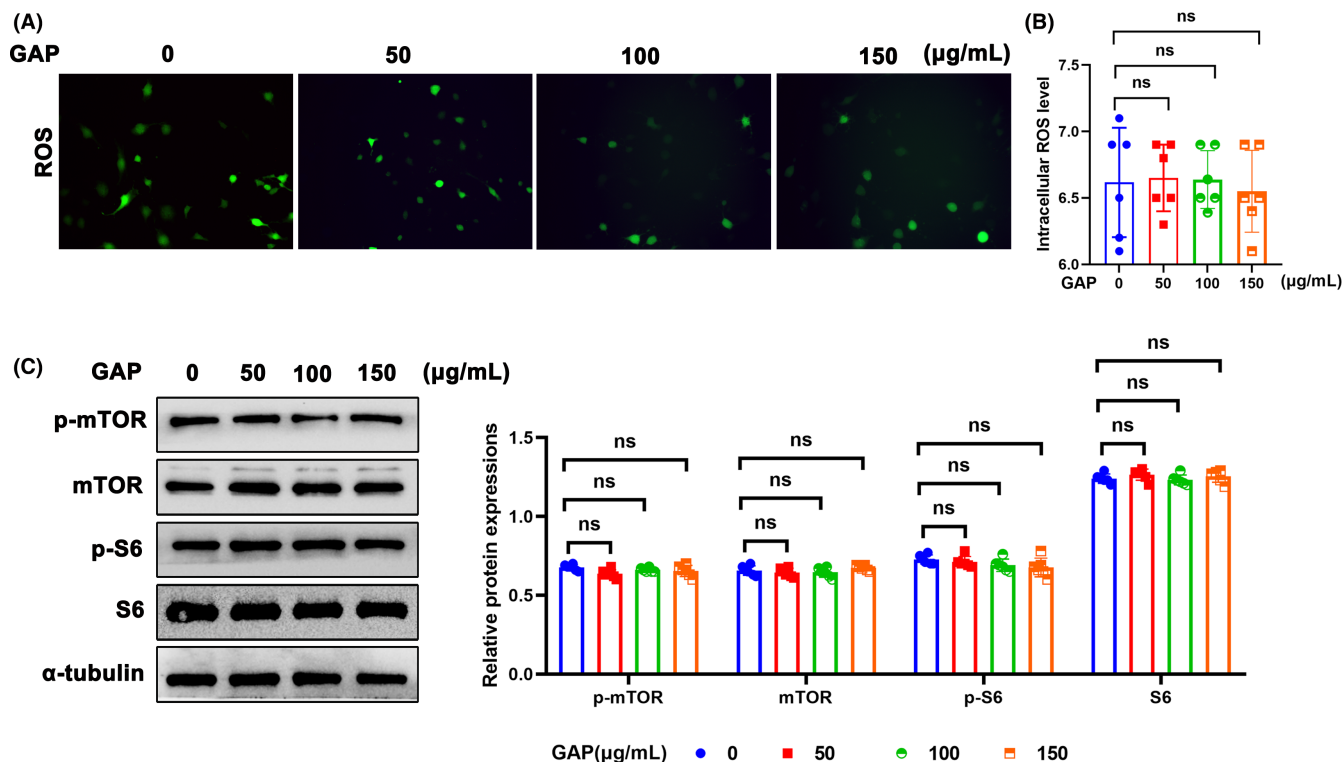 (A)
GAP 0 50 100 150 (μg/mL)
ROS
(B)
ns
ns
ns
Intracellular ROS level
7.5
7.0
6.5
6.0
GAP 0 50 100 150 (μg/mL)
(C)
GAP 0 50 100 150 (μg/mL)
p-mTOR
mTOR
p-S6
S6
α-tubulin
Relative protein expressions
1.5
1.0
0.5
0.0
ns
ns
ns
ns
ns
ns
ns
ns
ns
ns
ns
ns
p-mTOR mTOR p-S6 S6
GAP(μg/mL) 0 50 100 150